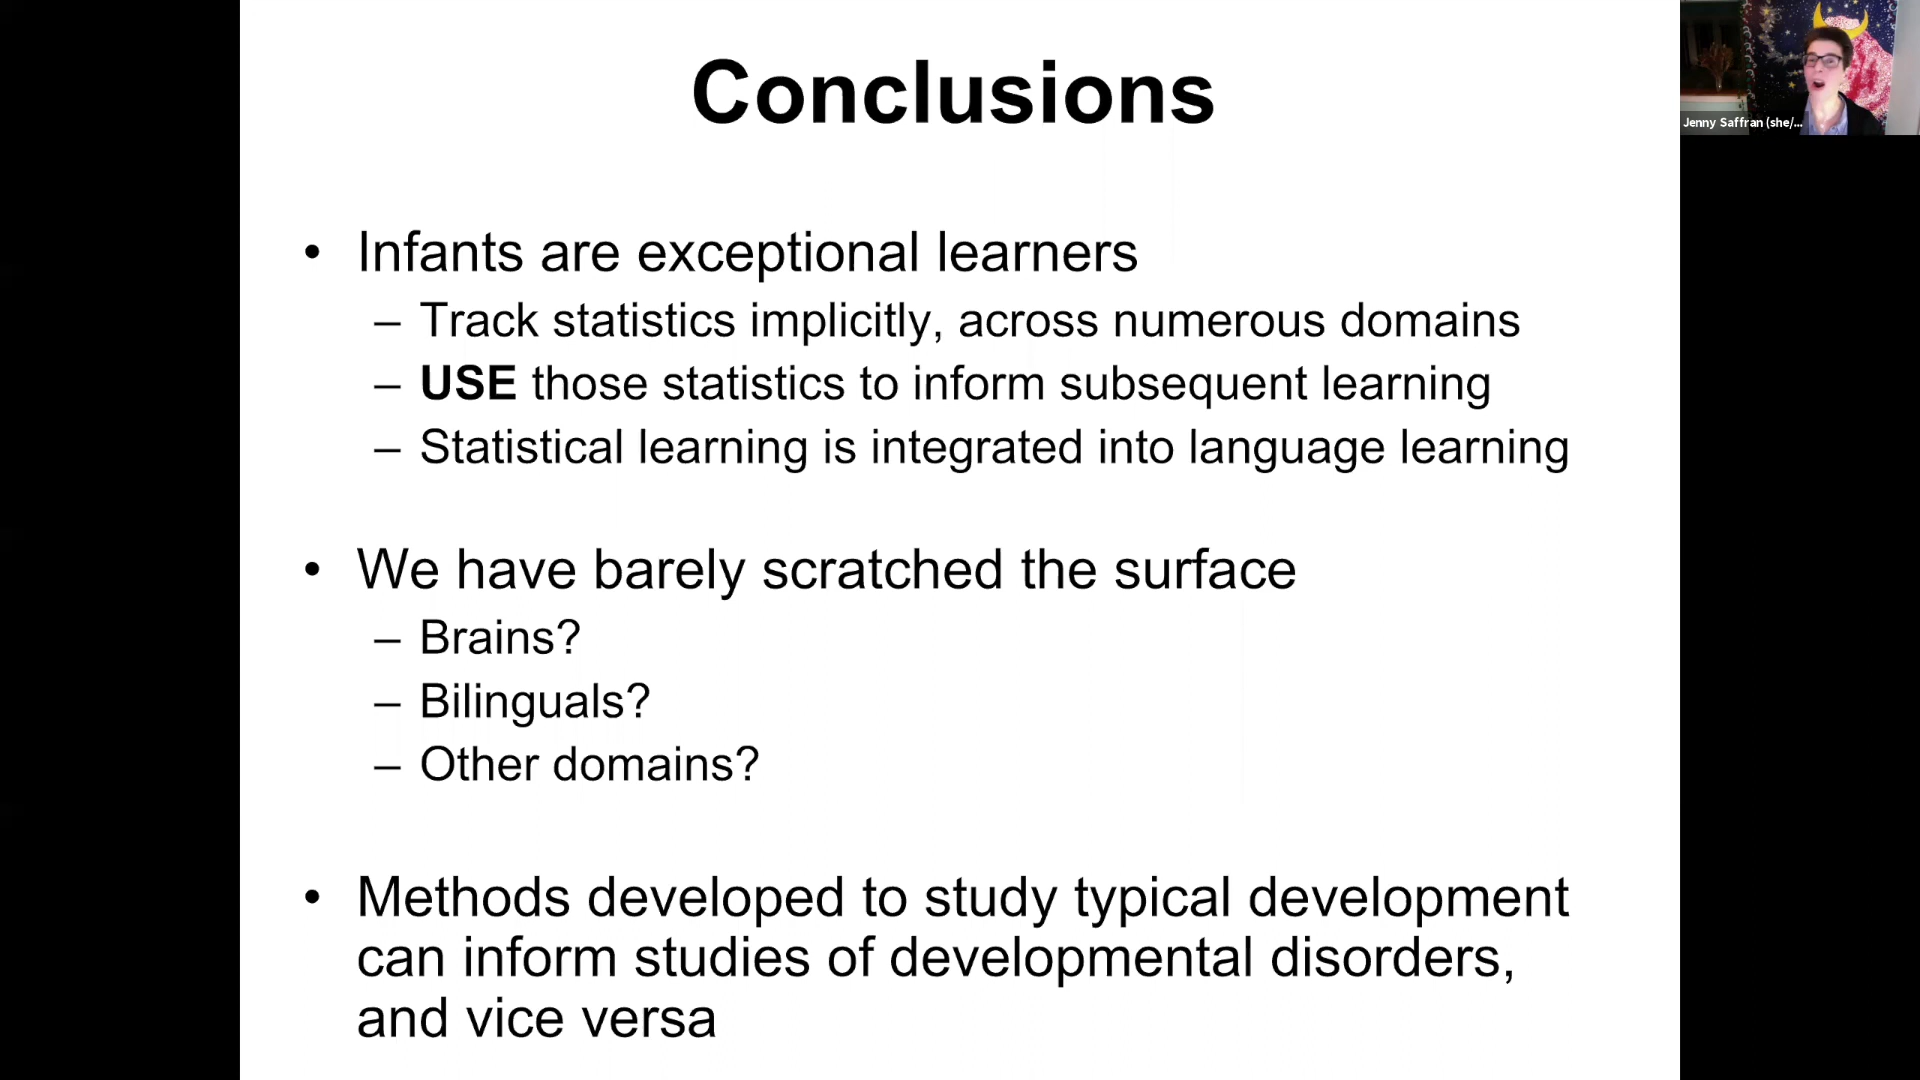 Conclusions
Jenny Saffran (she/...
• Infants are exceptional learners
– Track statistics implicitly, across numerous domains
– USE those statistics to inform subsequent learning
– Statistical learning is integrated into language learning
• We have barely scratched the surface
– Brains?
– Bilinguals?
– Other domains?
• Methods developed to study typical development
can inform studies of developmental disorders,
and vice versa